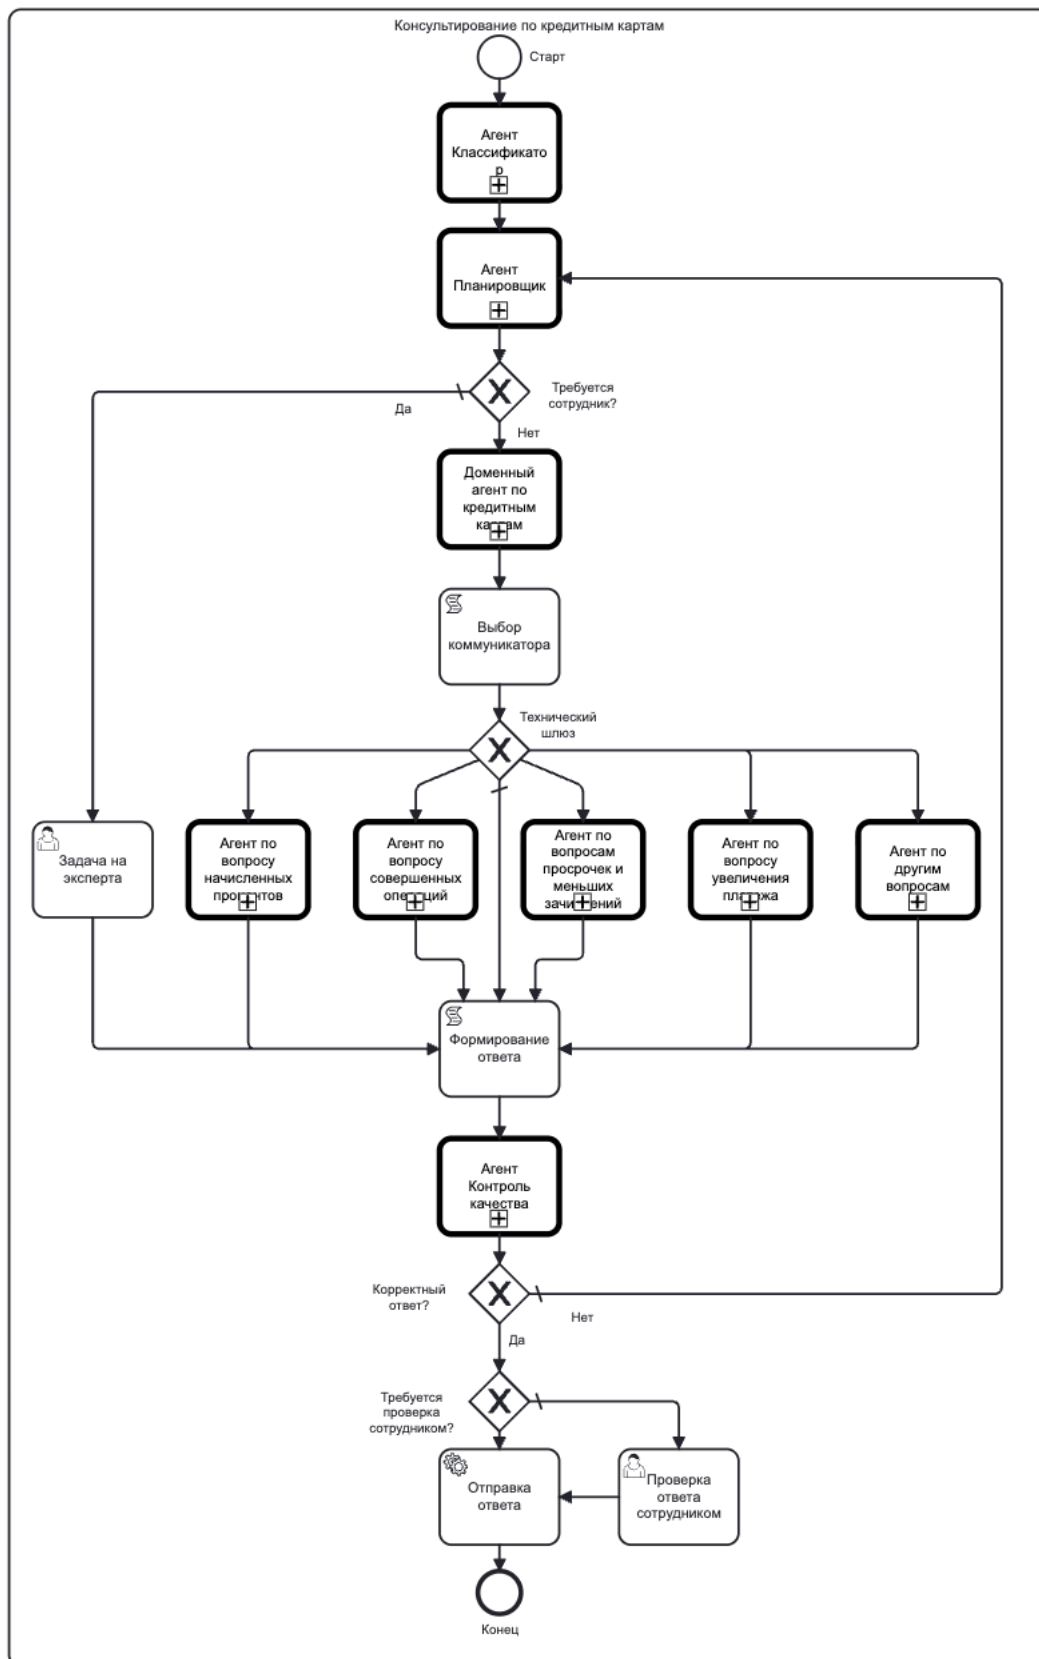 Консультирование по кредитным картам
Старт
Агент
Классификато
р
Агент
Планировщик
Требуется
сотрудник?
Да
Нет
Доменный
агент по
кредитным
картам
Выбор
коммуникатора
Технический
шлюз
Задача на
эксперта
Агент по
вопросу
начисленных
процентов
Агент по
вопросу
совершенных
операций
Агент по
вопросам
просрочек и
меньших
зачислений
Агент по
вопросу
увеличения
платежа
Агент по
другим
вопросам
Формирование
ответа
Агент
Контроль
качества
Корректный
ответ?
Нет
Да
Требуется
проверка
сотрудником?
Отправка
ответа
Проверка
ответа
сотрудником
Конец